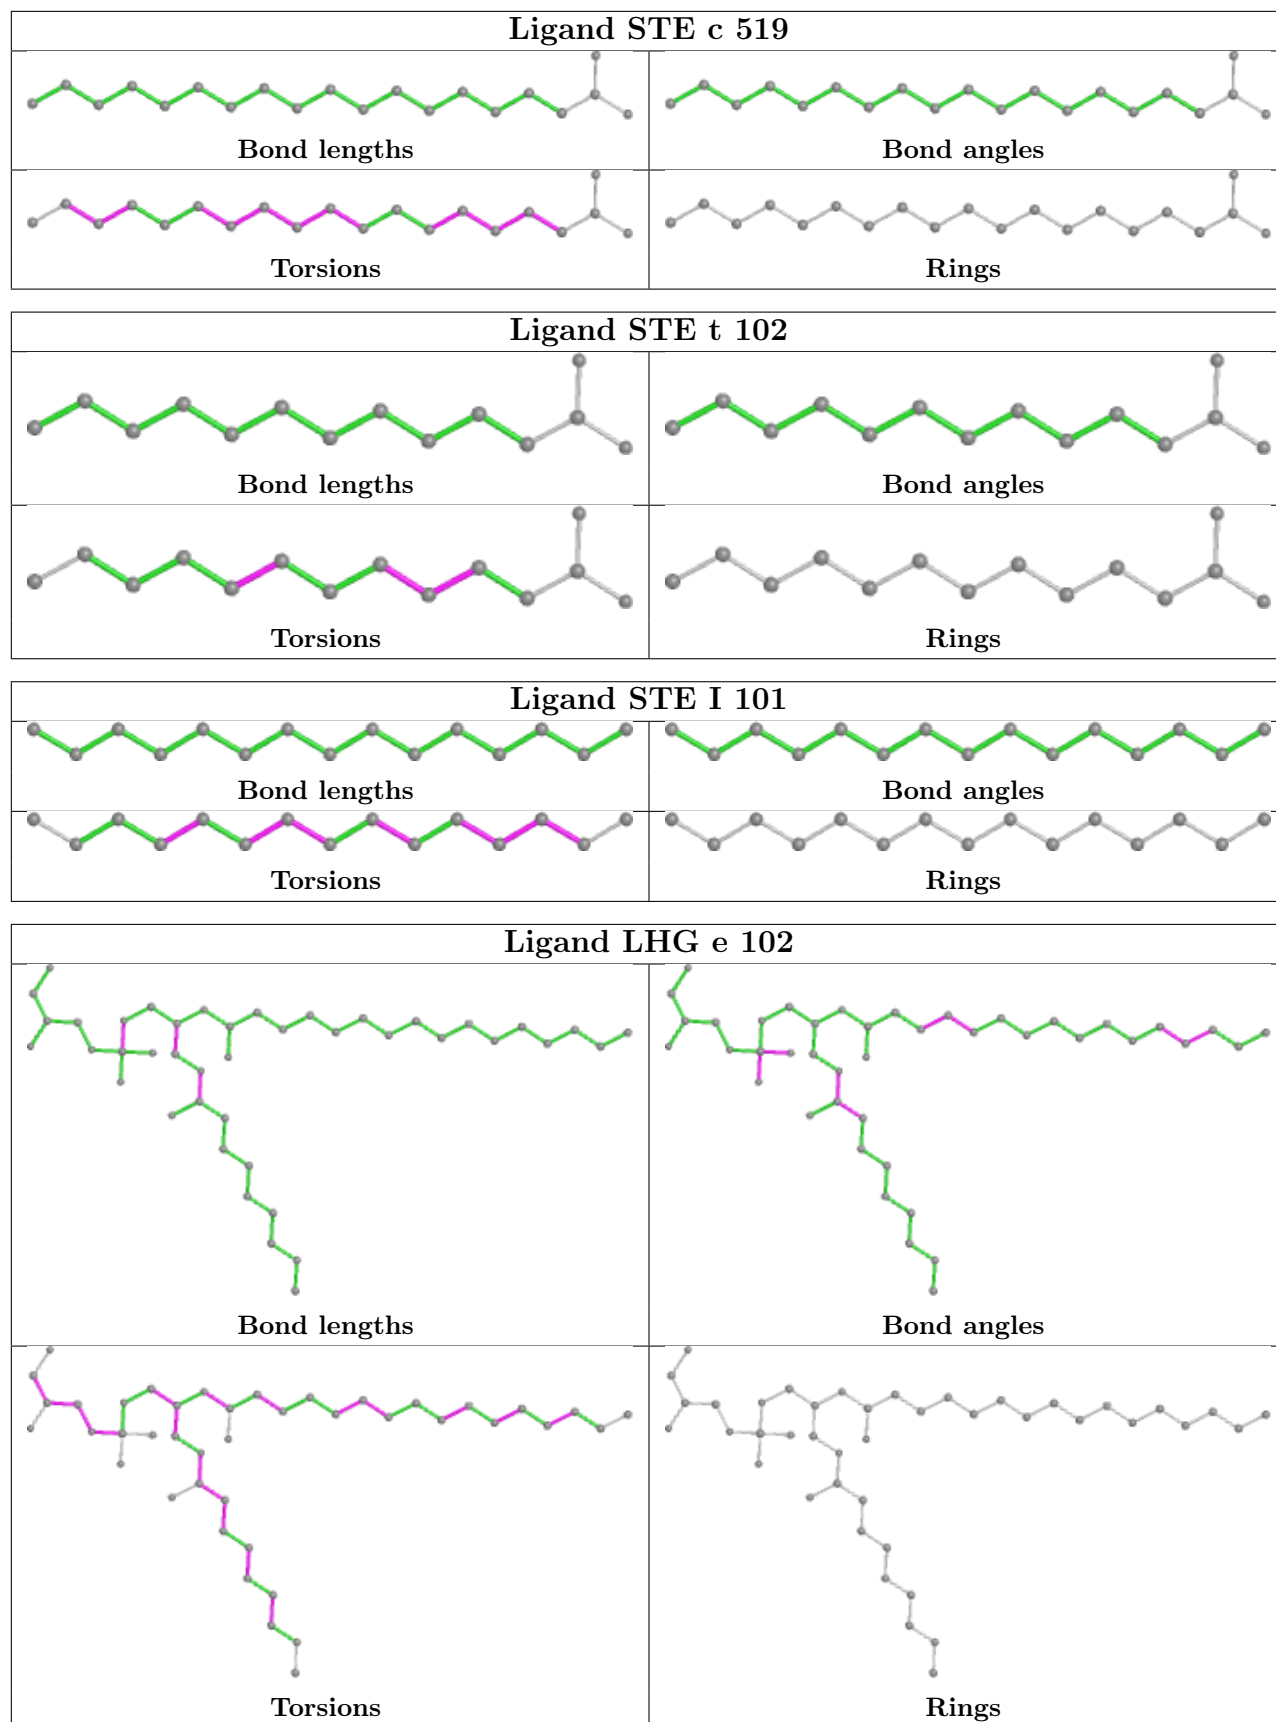 Ligand STE c 519
Bond lengths
Bond angles
Torsions
Rings
Ligand STE t 102
Bond lengths
Bond angles
Torsions
Rings
Ligand STE I 101
Bond lengths
Bond angles
Torsions
Rings
Ligand LHG e 102
Bond lengths
Bond angles
Torsions
Rings